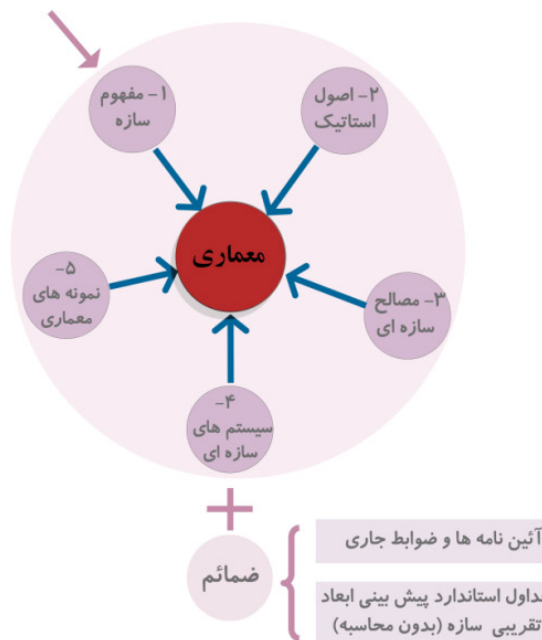 ۱- مفهوم
سازه
۲- اصول
استاتیک
۳- مصالح
سازه ای
۴-
سیستم های
سازه ای
۵-
نمونه های
معماری
معماری
ضمائم
آئین نامه ها و ضوابط جاری
استاندارد پیش بینی ابعاد
تقریبی سازه (بدون محاسبه)